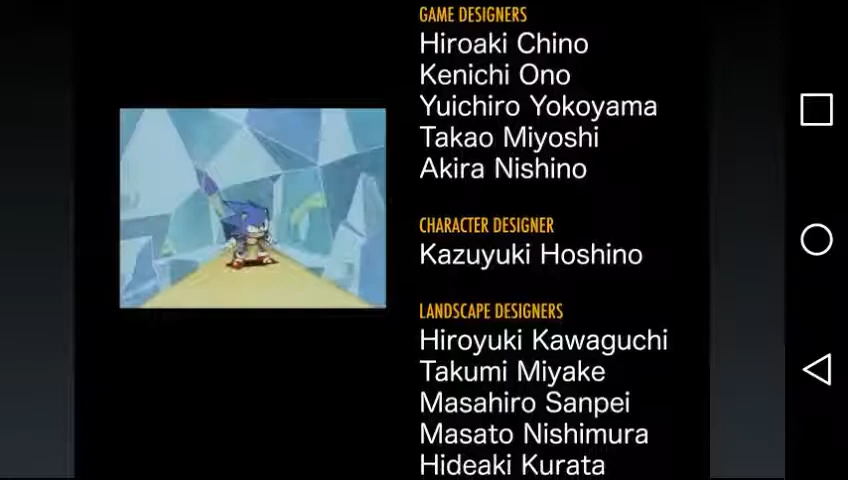 GAME DESIGNERS
Hiroaki Chino
Kenichi Ono
Yuichiro Yokoyama
Takao Miyoshi
Akira Nishino
CHARACTER DESIGNER
Kazuyuki Hoshino
LANDSCAPE DESIGNERS
Hiroyuki Kawaguchi
Takumi Miyake
Masahiro Sanpei
Masato Nishimura
Hideaki Kurata